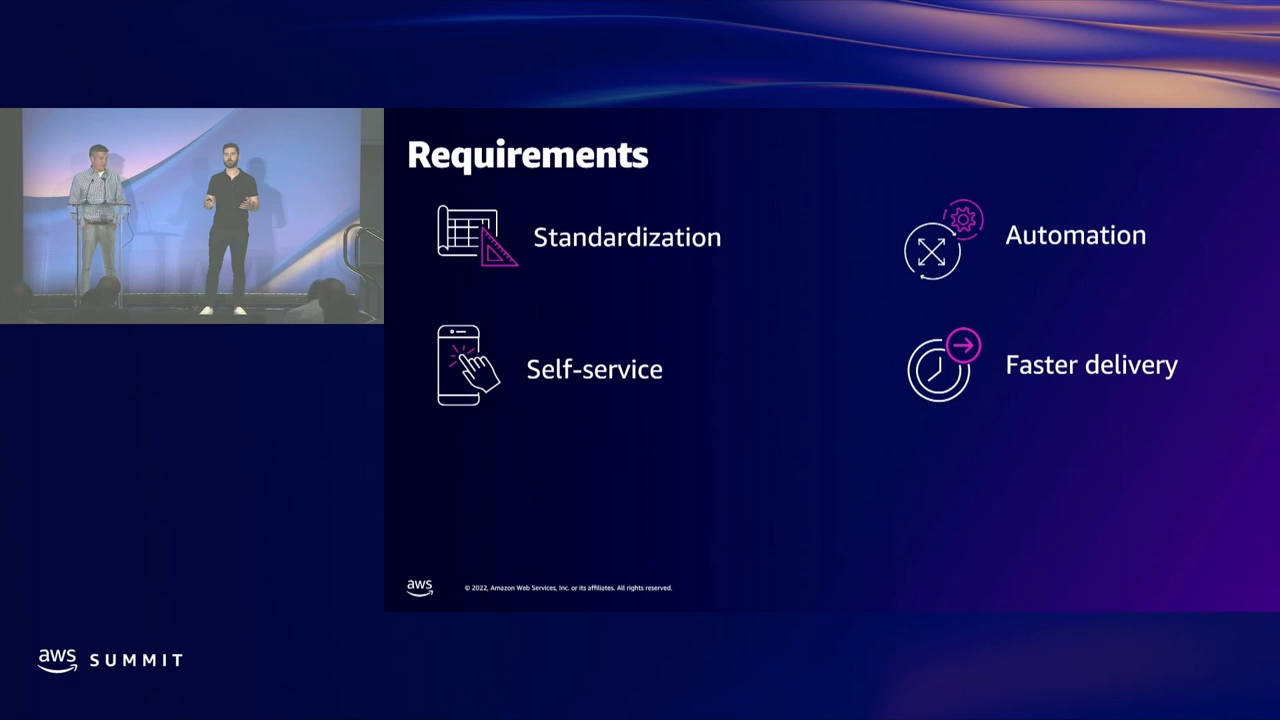 Requirements
Standardization
Automation
Self-service
Faster delivery
aws
© 2022, Amazon Web Services, Inc. or its affiliates. All rights reserved.
aws SUMMIT